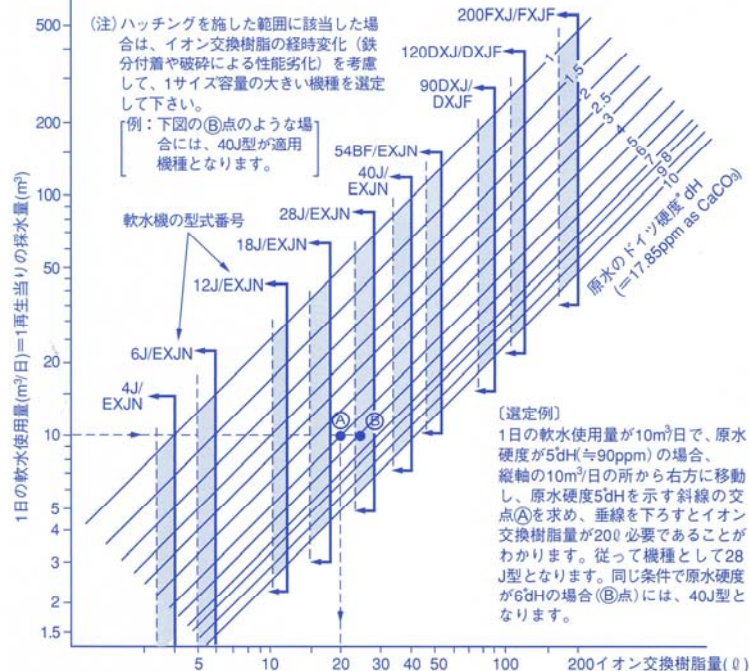 500
200
100
50
20
10
5
4
3
2
1.5
1日の軟水使用量(m³/日)=1再生当りの採水量(m³)
(注)ハッチングを施した範囲に該当した場
合は、イオン交換樹脂の経時変化(鉄
分付着や破砕による性能劣化)を考慮
して、1サイズ容量の大きい機種を選定
して下さい。
例:下図のⒷ点のような場
合には、40J型が適用
機種となります。
軟水機の型式番号
4J/
EXJN
6J/EXJN
12J/EXJN
18J/EXJN
28J/EXJN
40J/
EXJN
54BF/EXJN
90DXJ/
DXJF
120DXJ/DXJF
200FXJ/FXJF
1
1.5
2
2.5
3
4
5
6
7
8
9
10
原水のドイツ硬度°dH
(=17.85ppm as CaCO₃)
Ⓐ
Ⓑ
〔選定例〕
1日の軟水使用量が10m³/日で、原水
硬度が5°dH(≒90ppm)の場合、
縦軸の10m³/日の所から右方に移動
し、原水硬度5°dHを示す斜線の交
点Ⓐを求め、垂線を下ろすとイオン
交換樹脂量が20ℓ必要であることが
わかります。従って機種として28
J型となります。同じ条件で原水硬度
が6°dHの場合(Ⓑ点)には、40J型と
なります。
5
10
20
30
40
50
100
200
イオン交換樹脂量(ℓ)